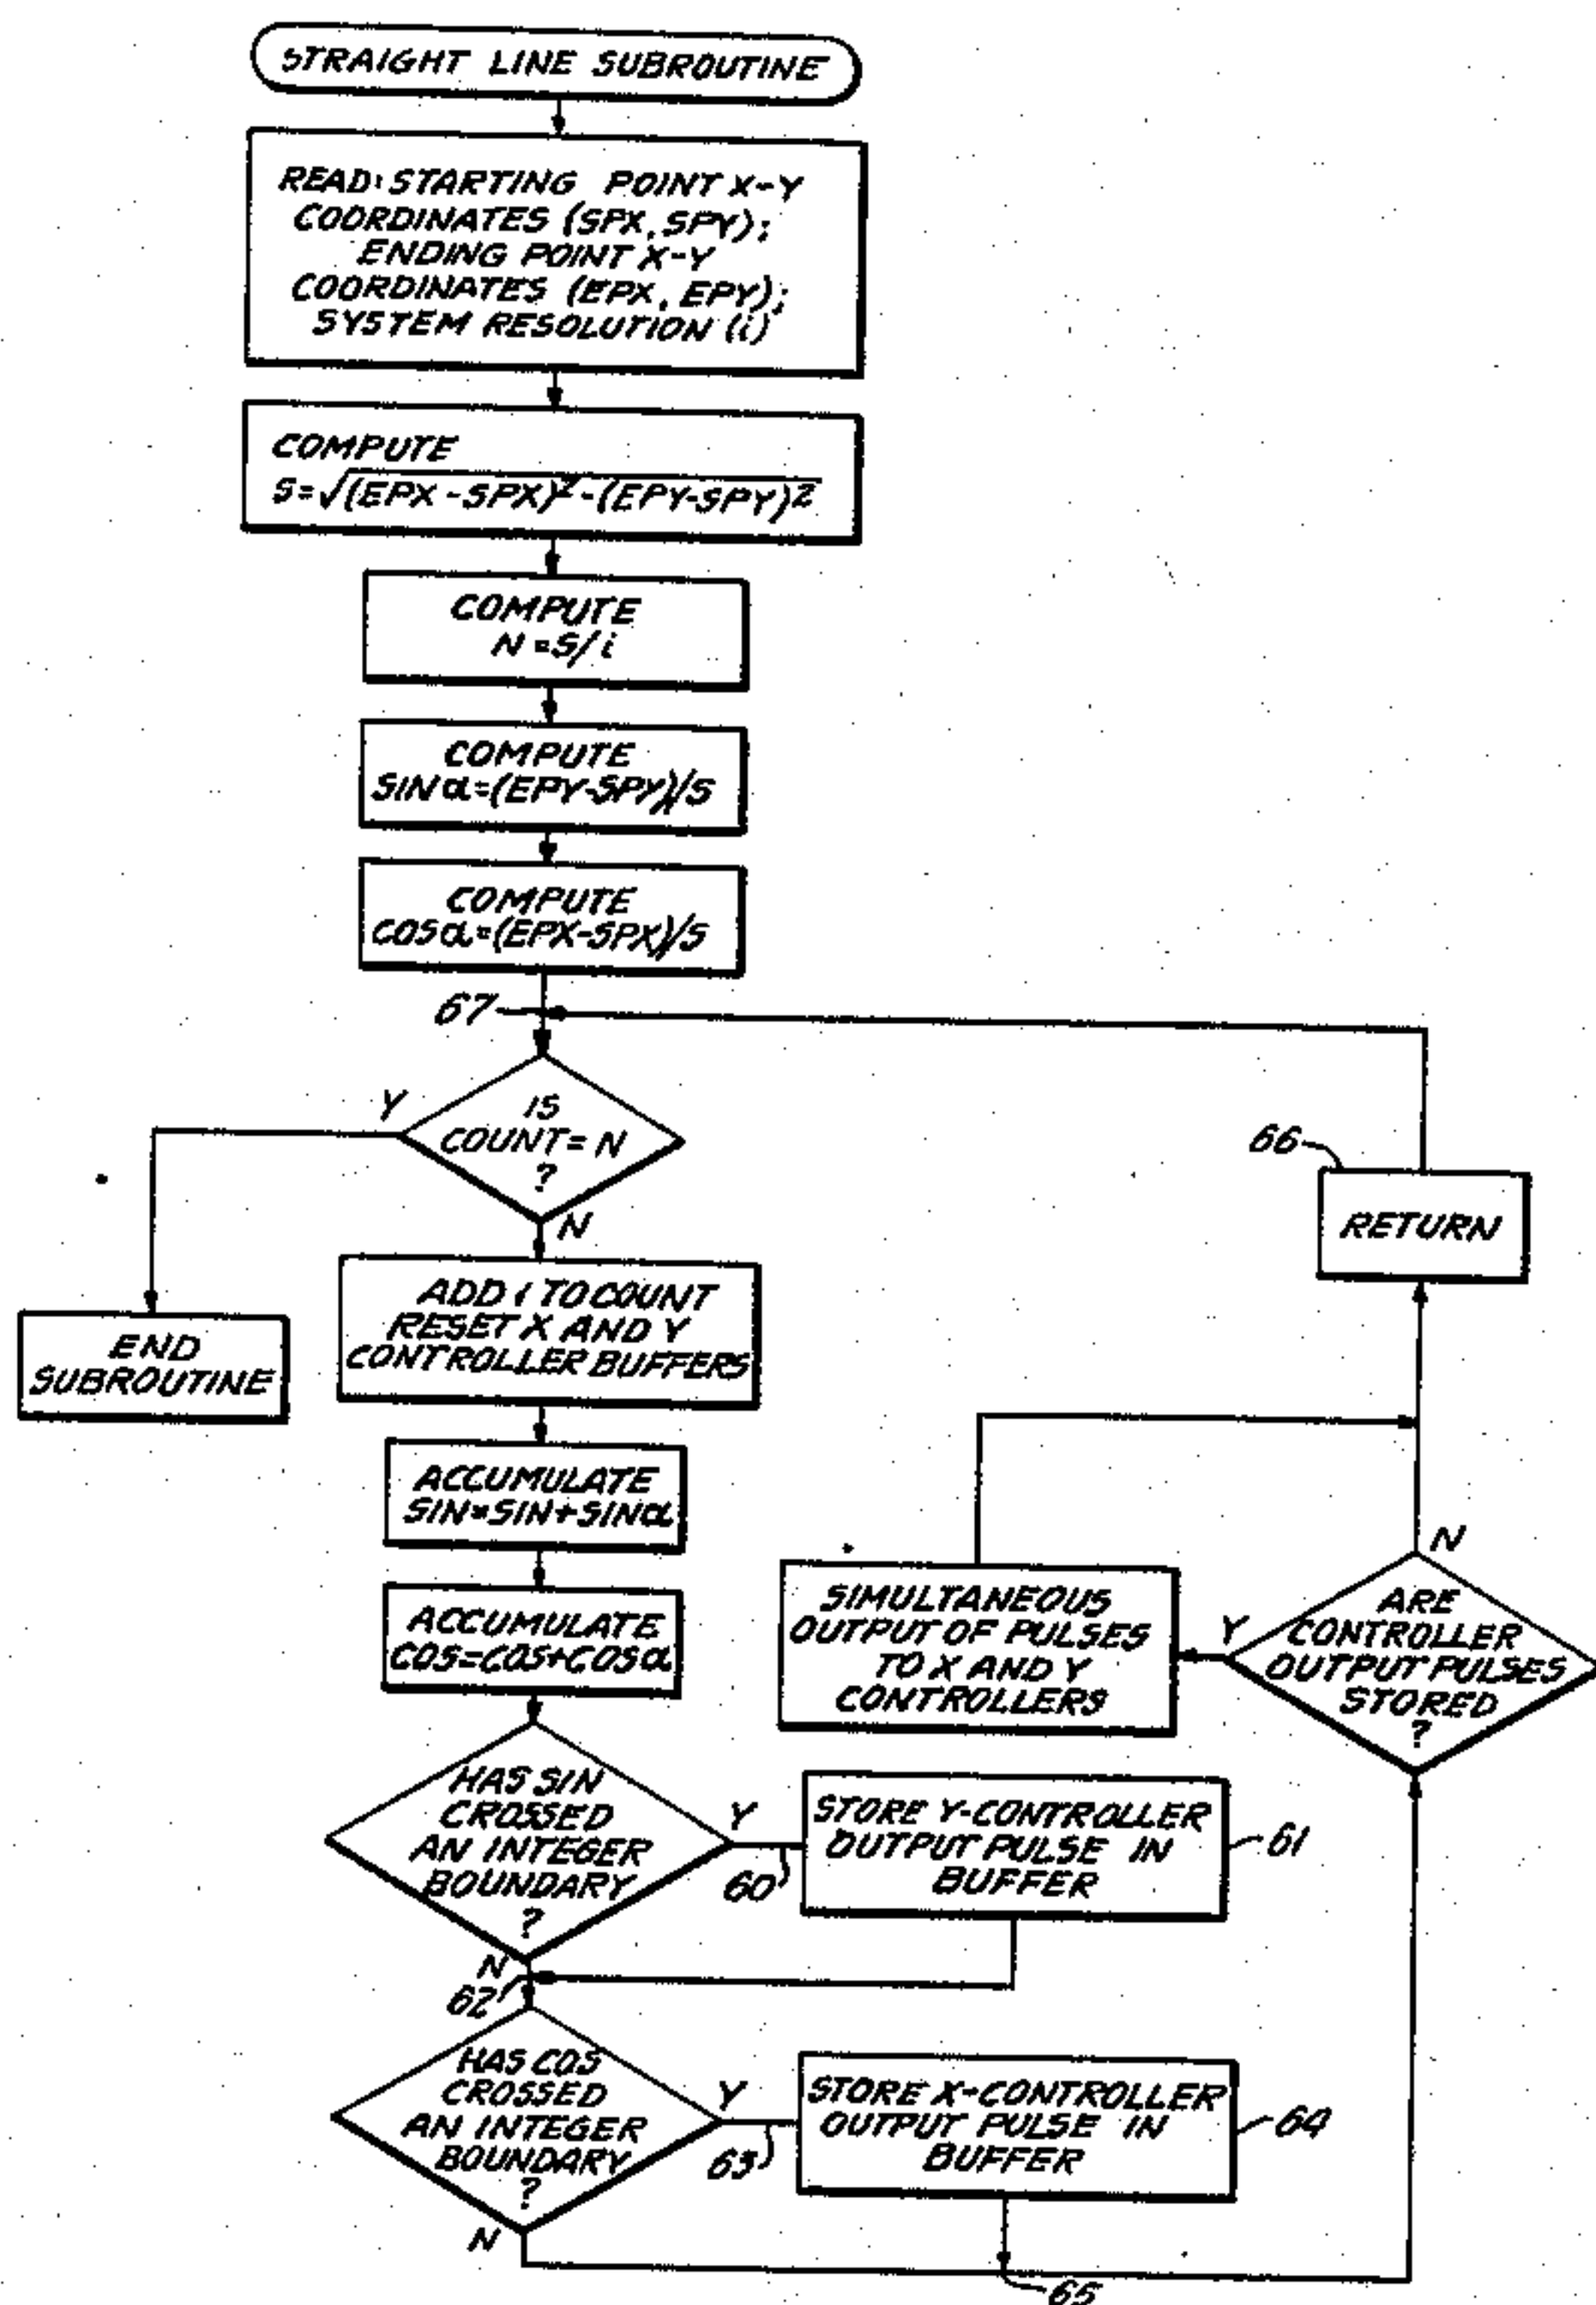 STRAIGHT LINE SUBROUTINE
READ: STARTING POINT X-Y
COORDINATES (SPX, SPY);
ENDING POINT X-Y
COORDINATES (EPX, EPY);
SYSTEM RESOLUTION (i)
COMPUTE
S=√(EPX-SPX)²-(EPY-SPY)²
COMPUTE
N=S/i
COMPUTE
SINα=(EPY-SPY)/S
COMPUTE
COSα=(EPX-SPX)/S
67
Y
IS
COUNT=N
?
N
END
SUBROUTINE
ADD 1 TO COUNT
RESET X AND Y
CONTROLLER BUFFERS
ACCUMULATE
SIN=SIN+SINα
ACCUMULATE
COS=COS+COSα
HAS SIN
CROSSED
AN INTEGER
BOUNDARY
?
Y
60
STORE Y-CONTROLLER
OUTPUT PULSE IN
BUFFER
61
N
62
HAS COS
CROSSED
AN INTEGER
BOUNDARY
?
Y
63
STORE X-CONTROLLER
OUTPUT PULSE IN
BUFFER
64
N
65
ARE
CONTROLLER
OUTPUT PULSES
STORED
?
Y
N
SIMULTANEOUS
OUTPUT OF PULSES
TO X AND Y
CONTROLLERS
66
RETURN